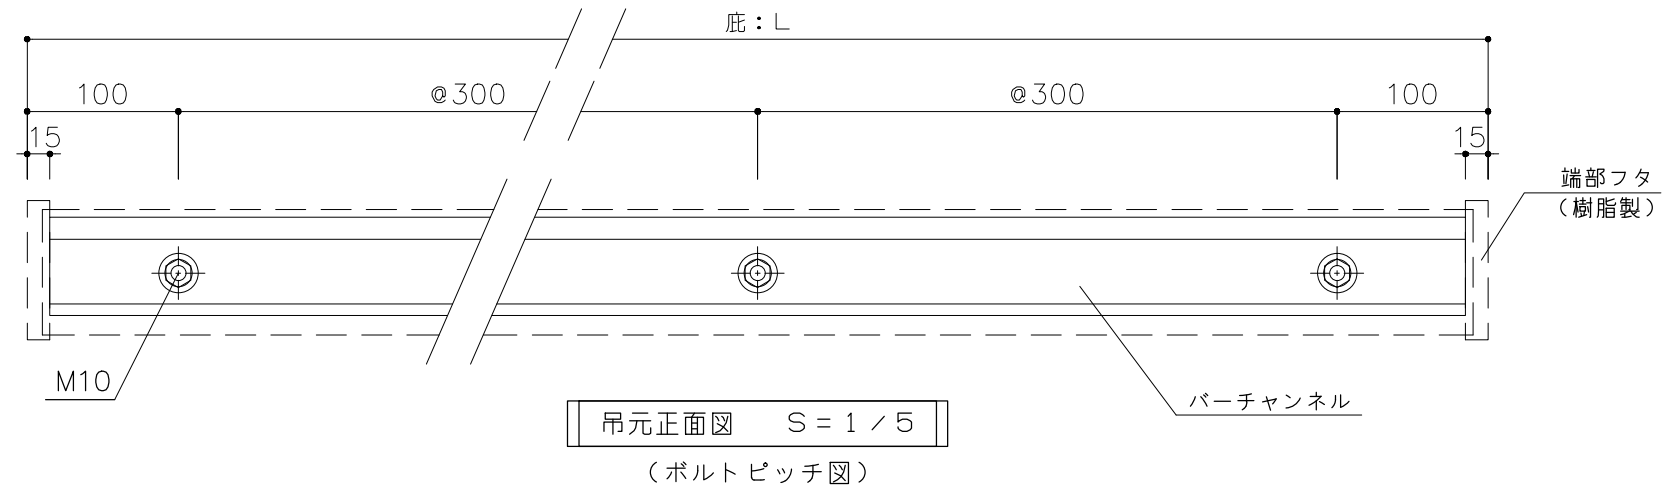 庇：L
100 @300 @300 100
15 15
端部フタ
（樹脂製）
M10
バーチャンネル
吊元正面図 S=1/5
（ボルトピッチ図）